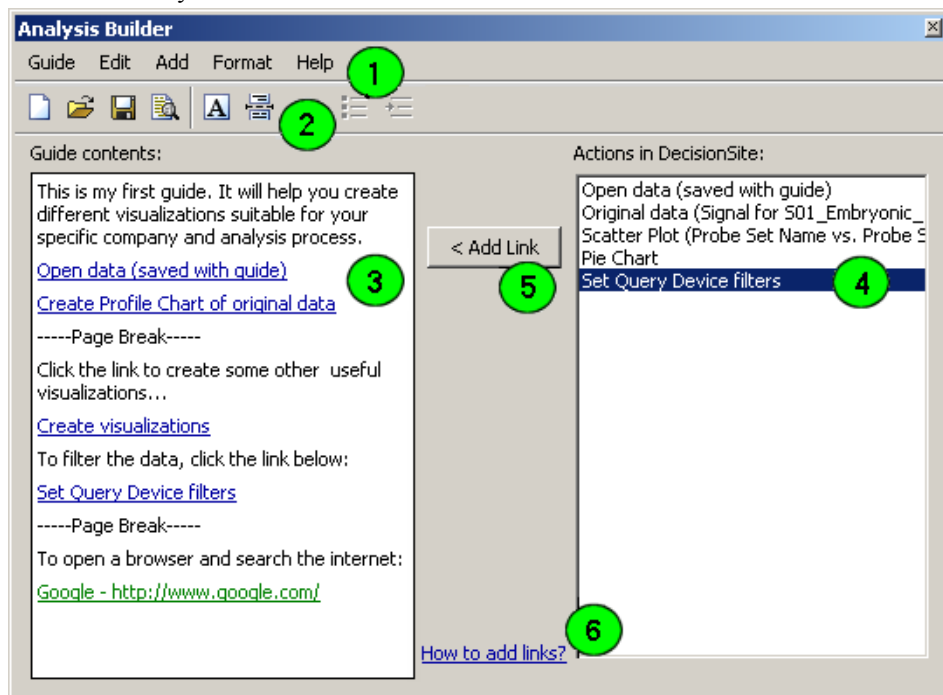 Analysis Builder
Guide Edit Add Format Help
1
A
2
Guide contents:
Actions in DecisionSite:
This is my first guide. It will help you create
different visualizations suitable for your
specific company and analysis process.
Open data (saved with guide)
Create Profile Chart of original data
-----Page Break-----
Click the link to create some other useful
visualizations...
Create visualizations
To filter the data, click the link below:
Set Query Device filters
-----Page Break-----
To open a browser and search the internet:
Google - http://www.google.com/
3
< Add Link
5
Open data (saved with guide)
Original data (Signal for S01_Embryonic_
Scatter Plot (Probe Set Name vs. Probe S
Pie Chart
Set Query Device filters
4
How to add links?
6